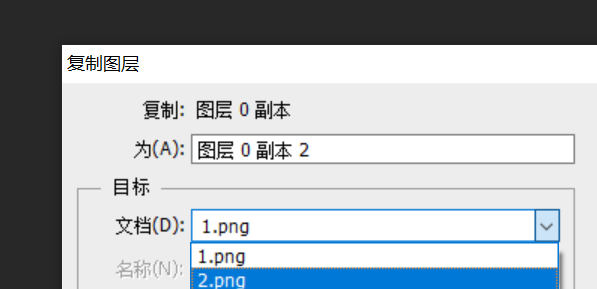 复制图层
复制: 图层 0 副本
为(A): 图层 0 副本 2
目标
文档(D): 1.png
1.png
名称(N):
2.png